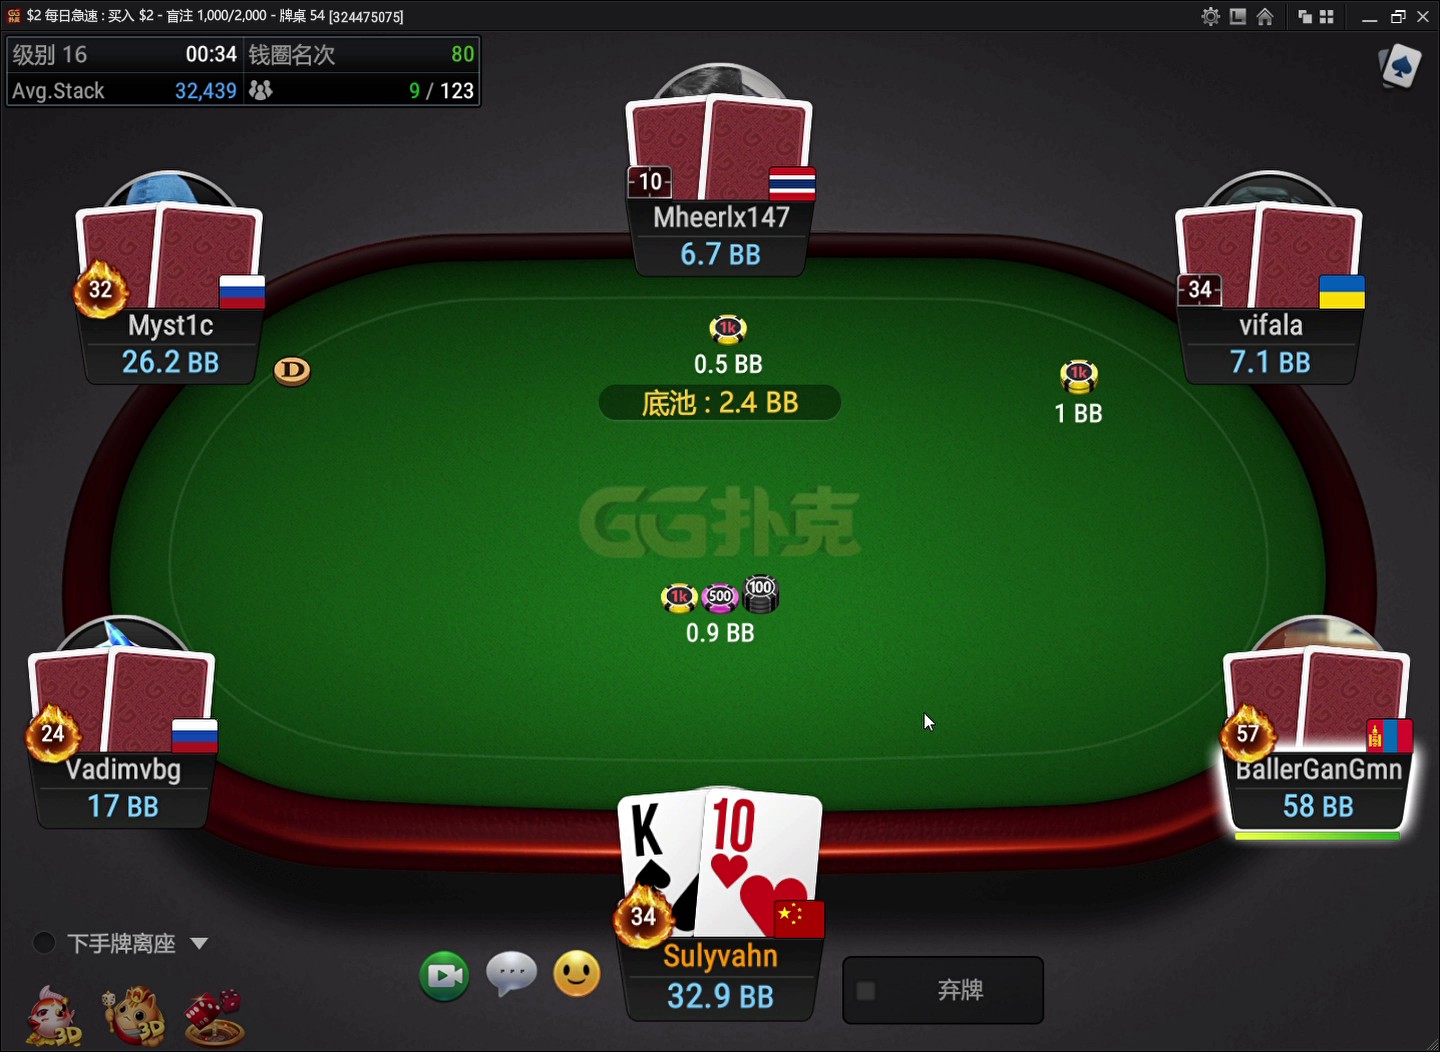 $2 每日急速 : 买入 $2 - 盲注 1,000/2,000 - 牌桌 54 [324475075]
级别 16 00:34 钱圈名次 80
Avg.Stack 32,439 9 / 123
10
Mheerlx147
6.7 BB
32
Myst1c
26.2 BB
34
vifala
7.1 BB
D
1k
0.5 BB
1k
1 BB
底池 : 2.4 BB
GG扑克
1k 500 100
0.9 BB
24
Vadimvbg
17 BB
57
BallerGanGmn
58 BB
K 10
34
Sulyvahn
32.9 BB
下手牌离座
弃牌
3D 3D